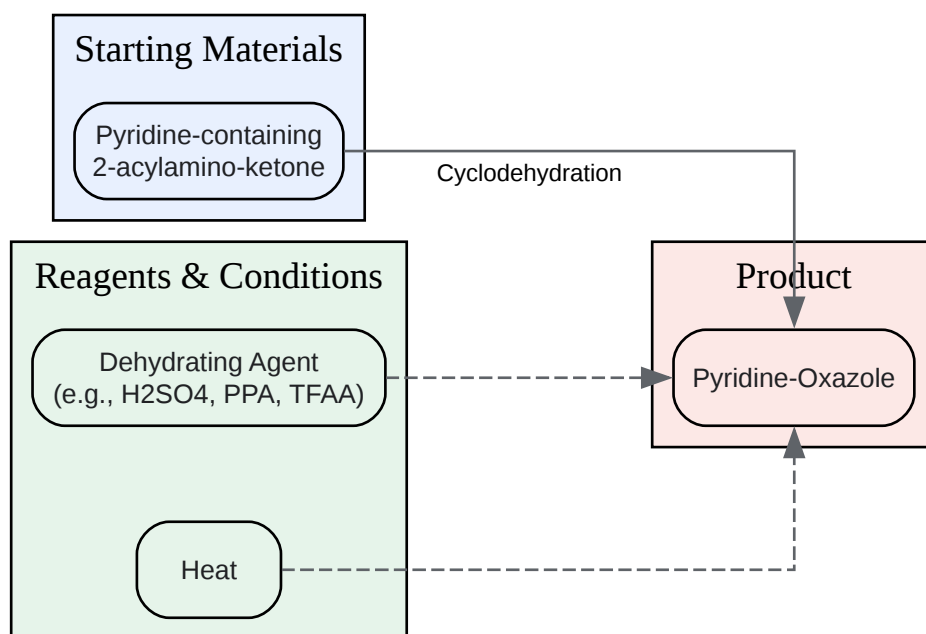 Starting Materials
Pyridine-containing
2-acylamino-ketone
Cyclodehydration
Reagents & Conditions
Dehydrating Agent
(e.g., H2SO4, PPA, TFAA)
Heat
Product
Pyridine-Oxazole